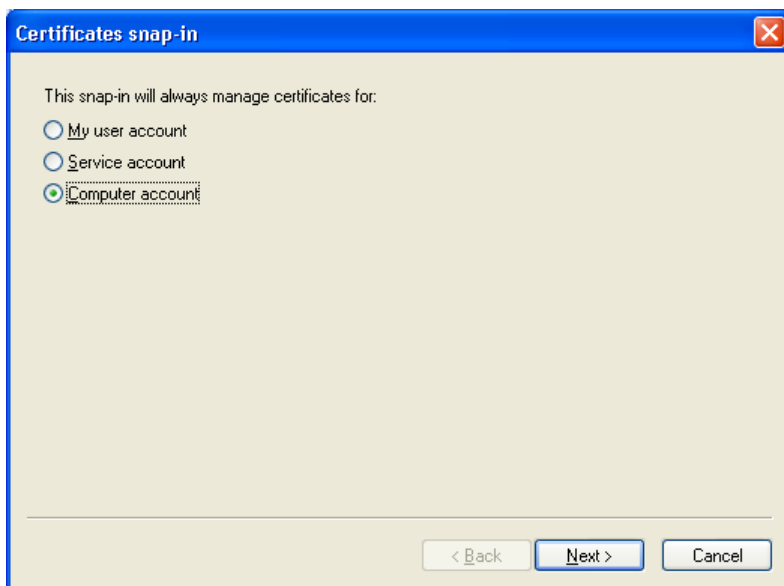 Certificates snap-in
This snap-in will always manage certificates for:
My user account
Service account
Computer account
< Back Next > Cancel